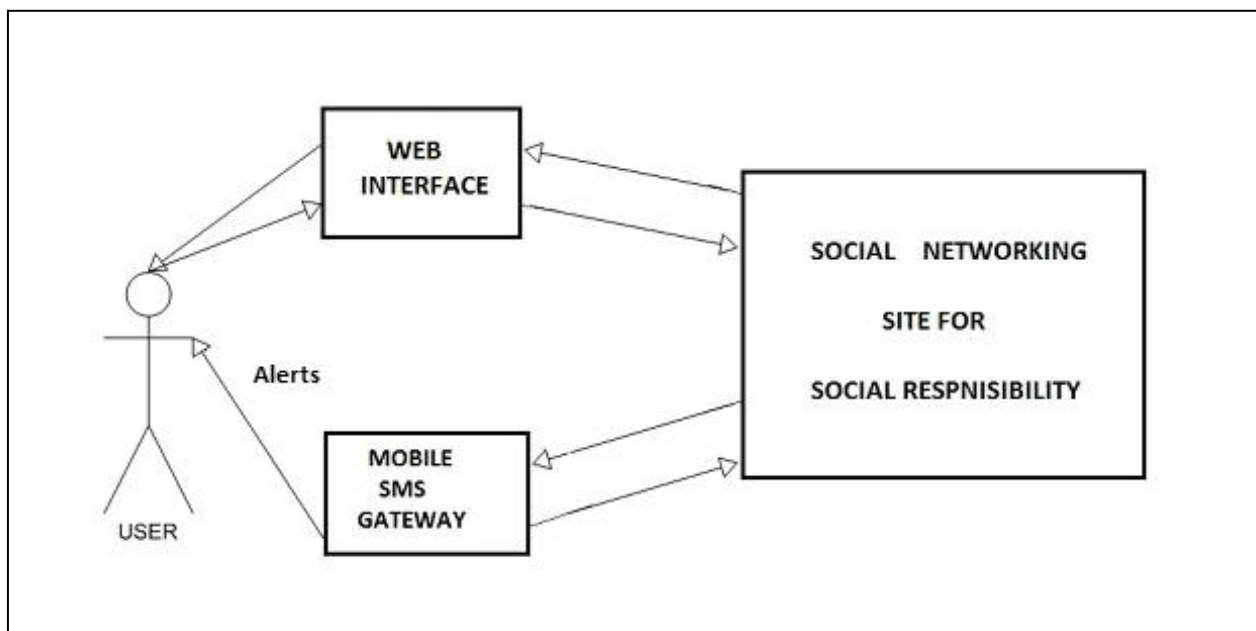 WEB
INTERFACE
SOCIAL NETWORKING
SITE FOR
SOCIAL RESPNISIBILITY
Alerts
MOBILE
SMS
GATEWAY
USER